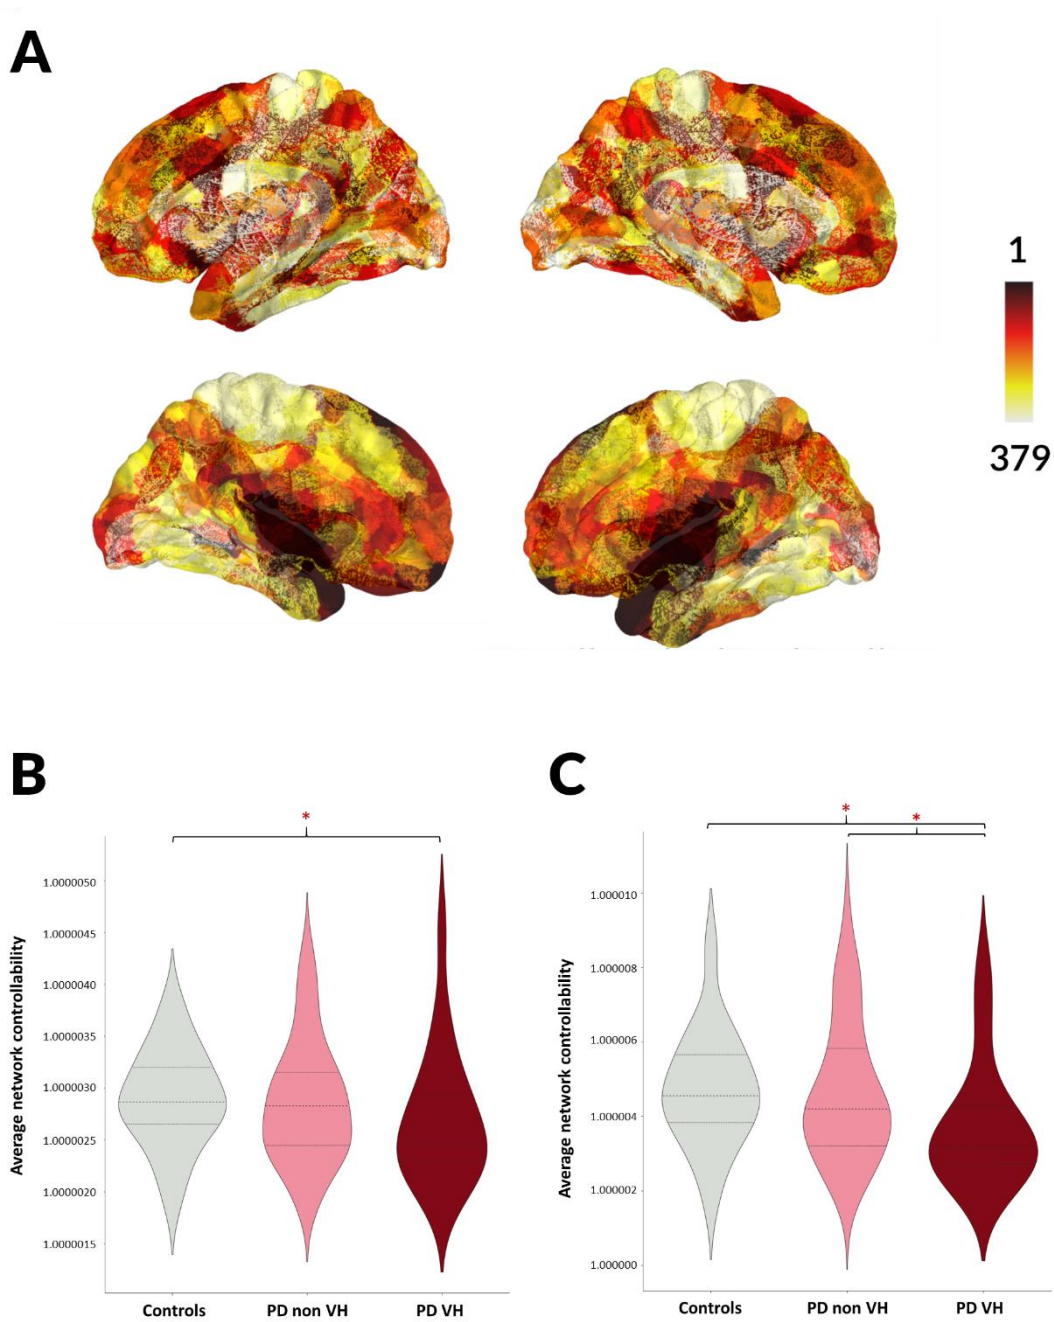 A
1
379
B
*
1.0000050
1.0000045
1.0000040
1.0000035
1.0000030
1.0000025
1.0000020
1.0000015
Average network controllability
Controls
PD non VH
PD VH
C
*
*
1.000010
1.000008
1.000006
1.000004
1.000002
1.000000
Average network controllability
Controls
PD non VH
PD VH